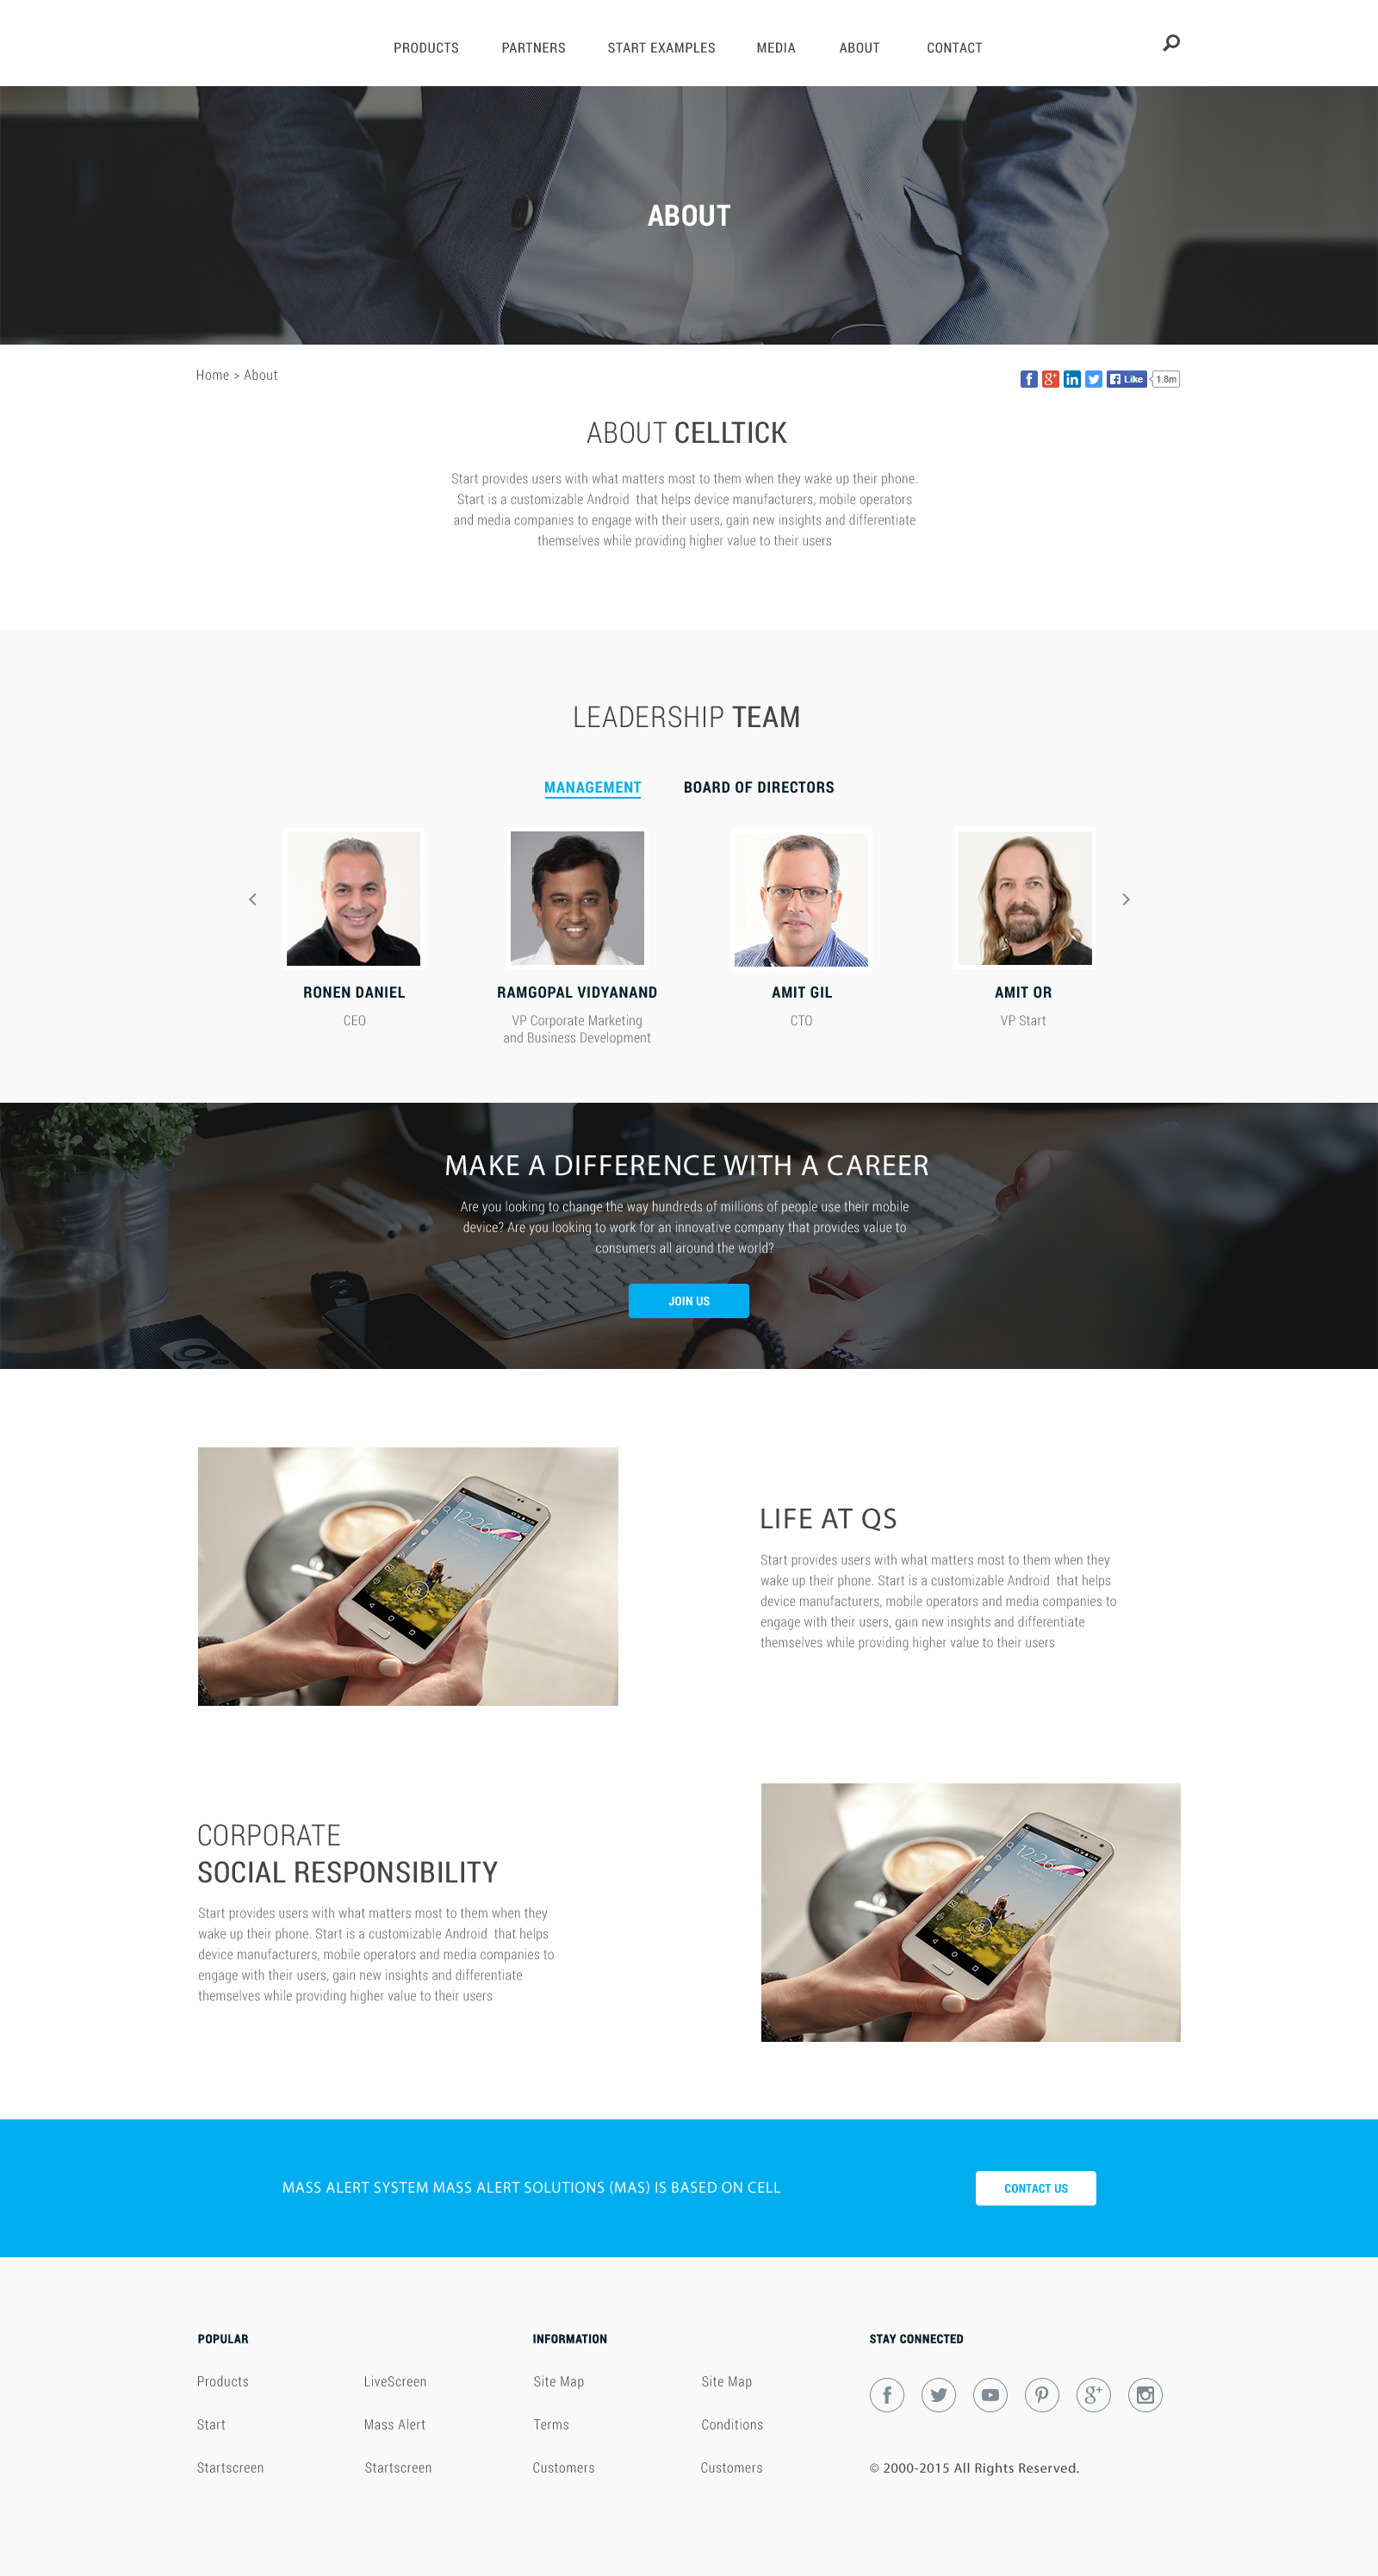 PRODUCTS PARTNERS START EXAMPLES MEDIA ABOUT CONTACT
ABOUT
Home > About
Like 1.8m
ABOUT CELLTICK
Start provides users with what matters most to them when they wake up their phone.
Start is a customizable Android that helps device manufacturers, mobile operators
and media companies to engage with their users, gain new insights and differentiate
themselves while providing higher value to their users
LEADERSHIP TEAM
MANAGEMENT BOARD OF DIRECTORS
RONEN DANIEL
CEO
RAMGOPAL VIDYANAND
VP Corporate Marketing
and Business Development
AMIT GIL
CTO
AMIT OR
VP Start
MAKE A DIFFERENCE WITH A CAREER
Are you looking to change the way hundreds of millions of people use their mobile
device? Are you looking to work for an innovative company that provides value to
consumers all around the world?
JOIN US
12:26
LIFE AT QS
Start provides users with what matters most to them when they
wake up their phone. Start is a customizable Android that helps
device manufacturers, mobile operators and media companies to
engage with their users, gain new insights and differentiate
themselves while providing higher value to their users
CORPORATE
SOCIAL RESPONSIBILITY
Start provides users with what matters most to them when they
wake up their phone. Start is a customizable Android that helps
device manufacturers, mobile operators and media companies to
engage with their users, gain new insights and differentiate
themselves while providing higher value to their users
12:26
MASS ALERT SYSTEM MASS ALERT SOLUTIONS (MAS) IS BASED ON CELL
CONTACT US
POPULAR
Products LiveScreen
Start Mass Alert
Startscreen Startscreen
INFORMATION
Site Map Site Map
Terms Conditions
Customers Customers
STAY CONNECTED
© 2000-2015 All Rights Reserved.